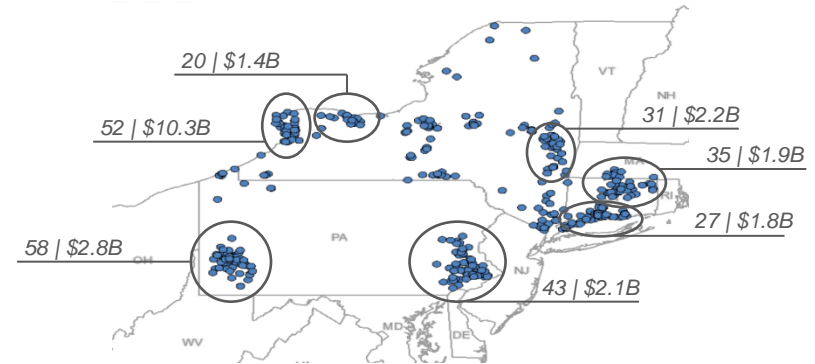 20 | $1.4B
VT
NH
52 | $10.3B
31 | $2.2B
MA
35 | $1.9B
RI
27 | $1.8B
PA
58 | $2.8B
OH
NJ
43 | $2.1B
MD
DE
WV